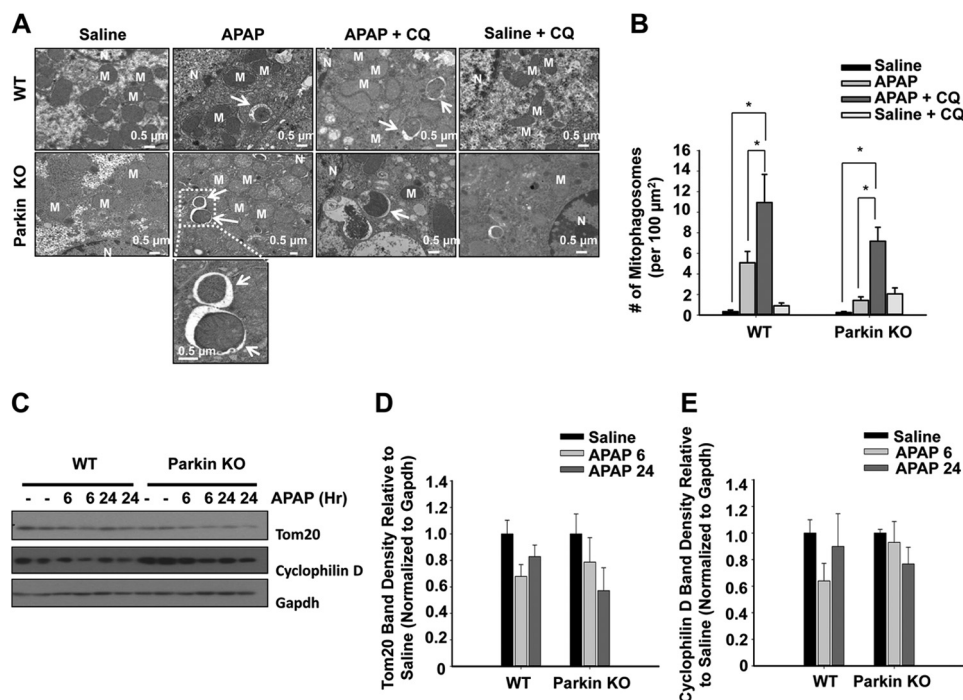 A
Saline
APAP
APAP + CQ
Saline + CQ
WT
N
M
M
M
M
0.5 μm
N
M
M
M
M
0.5 μm
N
M
M
M
M
0.5 μm
N
M
M
0.5 μm
Parkin KO
M
M
M
N
0.5 μm
N
M
M
M
M
0.5 μm
N
M
M
0.5 μm
M
N
0.5 μm
0.5 μm
B
Saline
APAP
APAP + CQ
Saline + CQ
# of Mitophagosomes
(per 100 μm²)
16
14
12
10
8
6
4
2
0
*
*
*
*
WT
Parkin KO
C
WT
Parkin KO
- - 6 6 24 24 - - 6 6 24 24 APAP (Hr)
Tom20
Cyclophilin D
Gapdh
D
Saline
APAP 6
APAP 24
Tom20 Band Density Relative to
Saline (Normalized to Gapdh)
1.4
1.2
1.0
0.8
0.6
0.4
0.2
0
WT
Parkin KO
E
Saline
APAP 6
APAP 24
Cyclophilin D Band Density Relative
to Saline (Normalized to Gapdh)
1.4
1.2
1.0
0.8
0.6
0.4
0.2
0
WT
Parkin KO